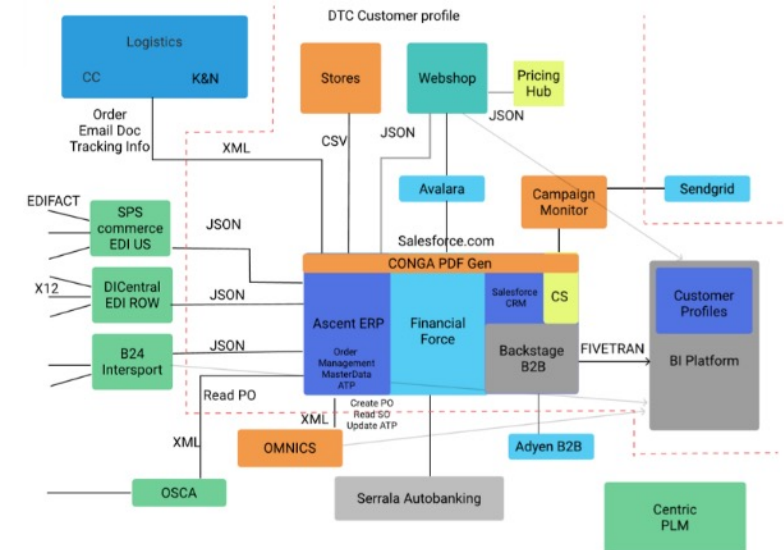 DTC Customer profile
Logistics
CC K&N
Stores
Webshop
Pricing
Hub
JSON
Order
Email Doc
Tracking Info
XML
CSV
JSON
Avalara
Campaign
Monitor
Sendgrid
EDIFACT
SPS
commerce
EDI US
JSON
Salesforce.com
CONGA PDF Gen
X12
DICentral
EDI ROW
JSON
Ascent ERP
Order
Management
MasterData
ATP
Financial
Force
Salesforce
CRM
CS
Backstage
B2B
FIVETRAN
Customer
Profiles
BI Platform
B24
Intersport
JSON
Read PO
XML
Create PO
Read SO
Update ATP
XML
OMNICS
Adyen B2B
OSCA
Serrala Autobanking
Centric
PLM